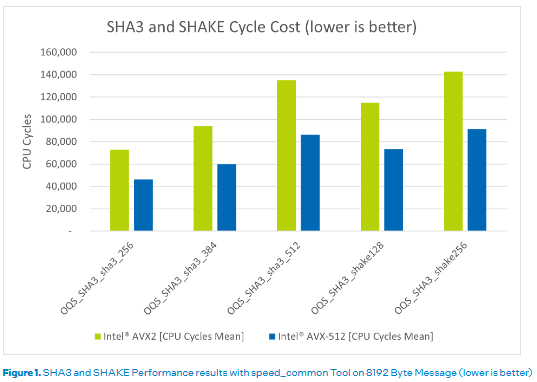 SHA3 and SHAKE Cycle Cost (lower is better)
CPU Cycles
160,000
140,000
120,000
100,000
80,000
60,000
40,000
20,000
-
OQS_SHA3_sha3_256
OQS_SHA3_sha3_384
OQS_SHA3_sha3_512
OQS_SHA3_shake128
OQS_SHA3_shake256
Intel® AVX2 [CPU Cycles Mean]
Intel® AVX-512 [CPU Cycles Mean]
Figure 1. SHA3 and SHAKE Performance results with speed_common Tool on 8192 Byte Message (lower is better)